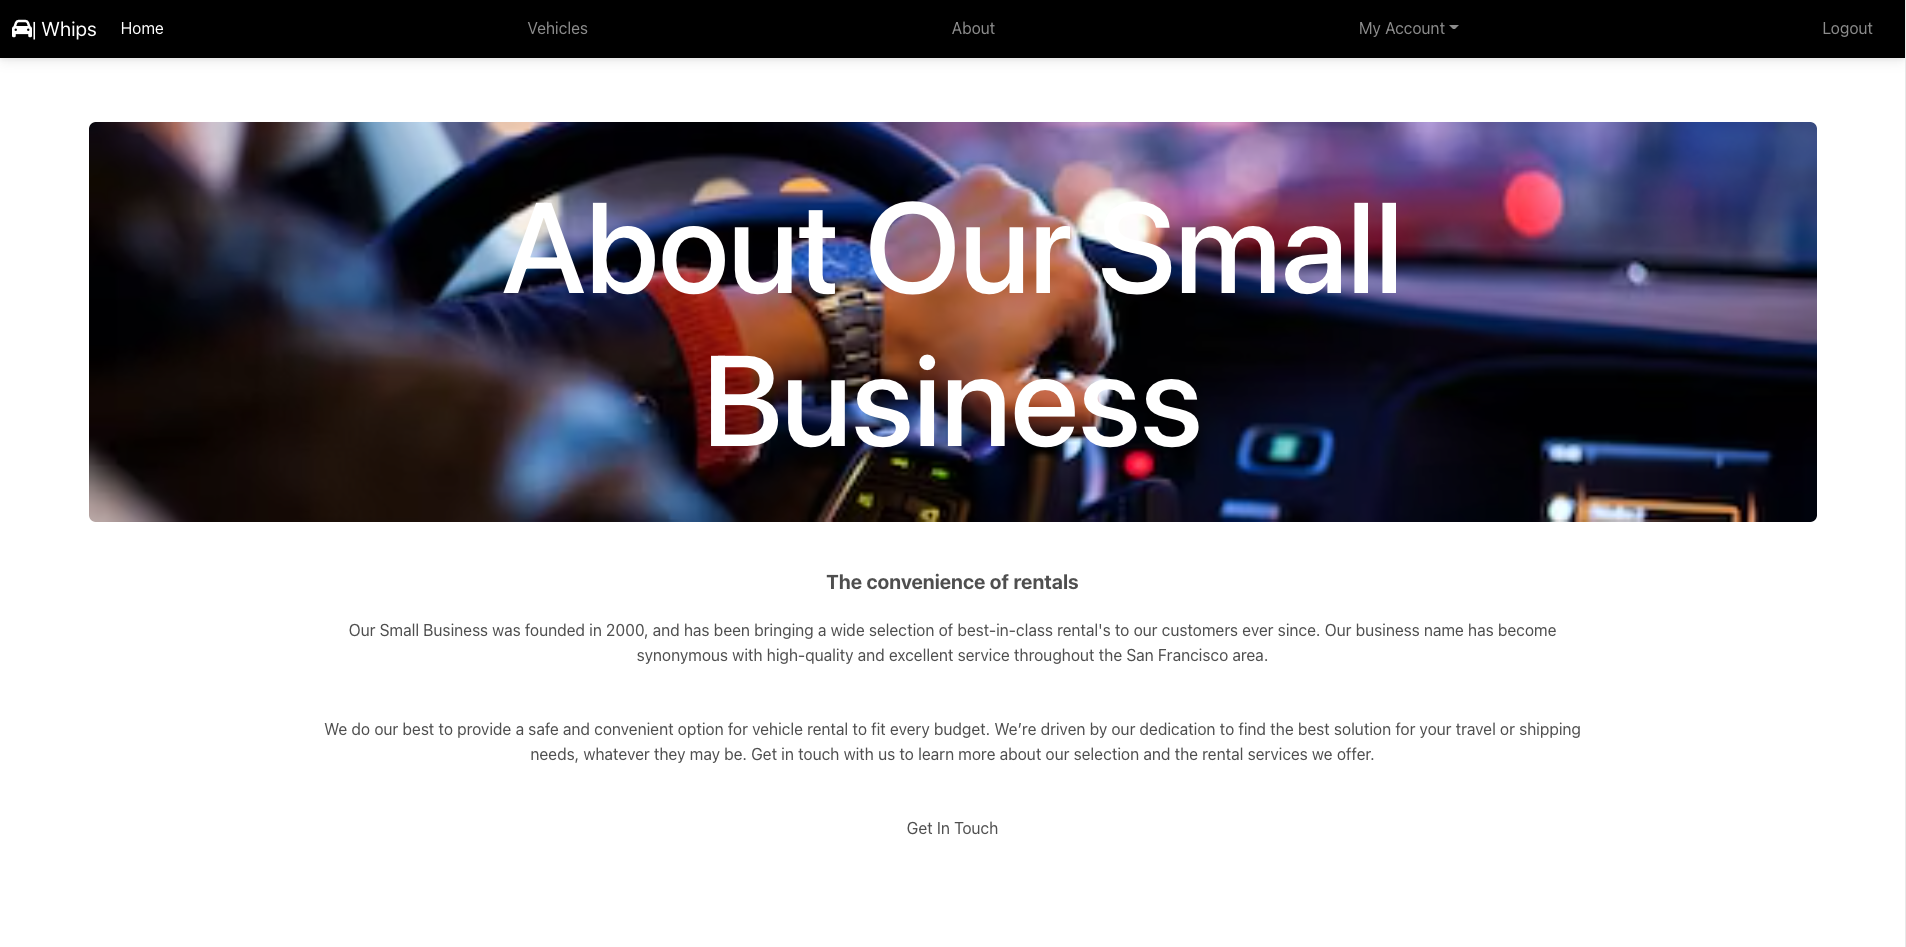 | Whips Home Vehicles About My Account Logout
About Our Small
Business
The convenience of rentals
Our Small Business was founded in 2000, and has been bringing a wide selection of best-in-class rental's to our customers ever since. Our business name has become
synonymous with high-quality and excellent service throughout the San Francisco area.
We do our best to provide a safe and convenient option for vehicle rental to fit every budget. We’re driven by our dedication to find the best solution for your travel or shipping
needs, whatever they may be. Get in touch with us to learn more about our selection and the rental services we offer.
Get In Touch